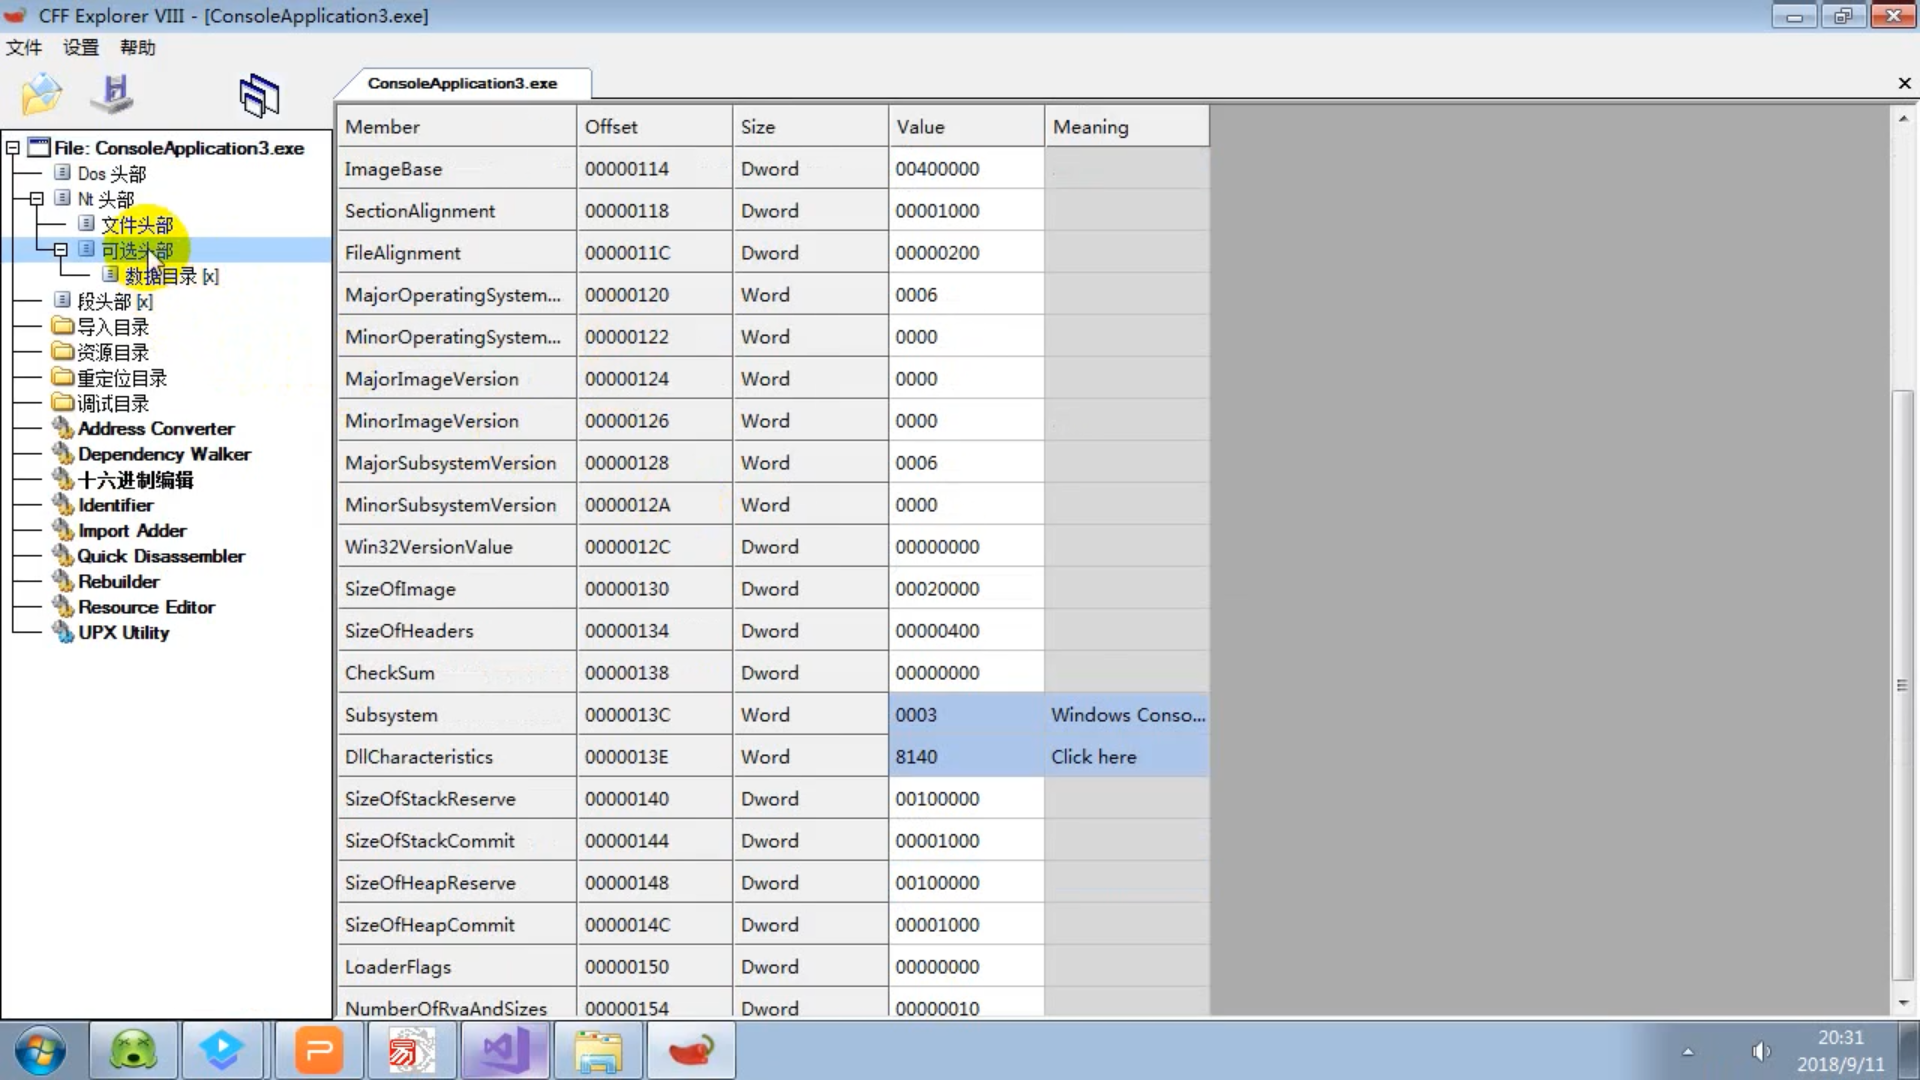 CFF Explorer VIII - [ConsoleApplication3.exe]
文件 设置 帮助
ConsoleApplication3.exe
File: ConsoleApplication3.exe
Dos 头部
Nt 头部
文件头部
可选头部
数据目录 [x]
段头部 [x]
导入目录
资源目录
重定位目录
调试目录
Address Converter
Dependency Walker
十六进制编辑
Identifier
Import Adder
Quick Disassembler
Rebuilder
Resource Editor
UPX Utility
Member Offset Size Value Meaning
ImageBase 00000114 Dword 00400000
SectionAlignment 00000118 Dword 00001000
FileAlignment 0000011C Dword 00000200
MajorOperatingSystem... 00000120 Word 0006
MinorOperatingSystem... 00000122 Word 0000
MajorImageVersion 00000124 Word 0000
MinorImageVersion 00000126 Word 0000
MajorSubsystemVersion 00000128 Word 0006
MinorSubsystemVersion 0000012A Word 0000
Win32VersionValue 0000012C Dword 00000000
SizeOfImage 00000130 Dword 00020000
SizeOfHeaders 00000134 Dword 00000400
CheckSum 00000138 Dword 00000000
Subsystem 0000013C Word 0003 Windows Conso...
DllCharacteristics 0000013E Word 8140 Click here
SizeOfStackReserve 00000140 Dword 00100000
SizeOfStackCommit 00000144 Dword 00001000
SizeOfHeapReserve 00000148 Dword 00100000
SizeOfHeapCommit 0000014C Dword 00001000
LoaderFlags 00000150 Dword 00000000
NumberOfRvaAndSizes 00000154 Dword 00000010
易
20:31
2018/9/11